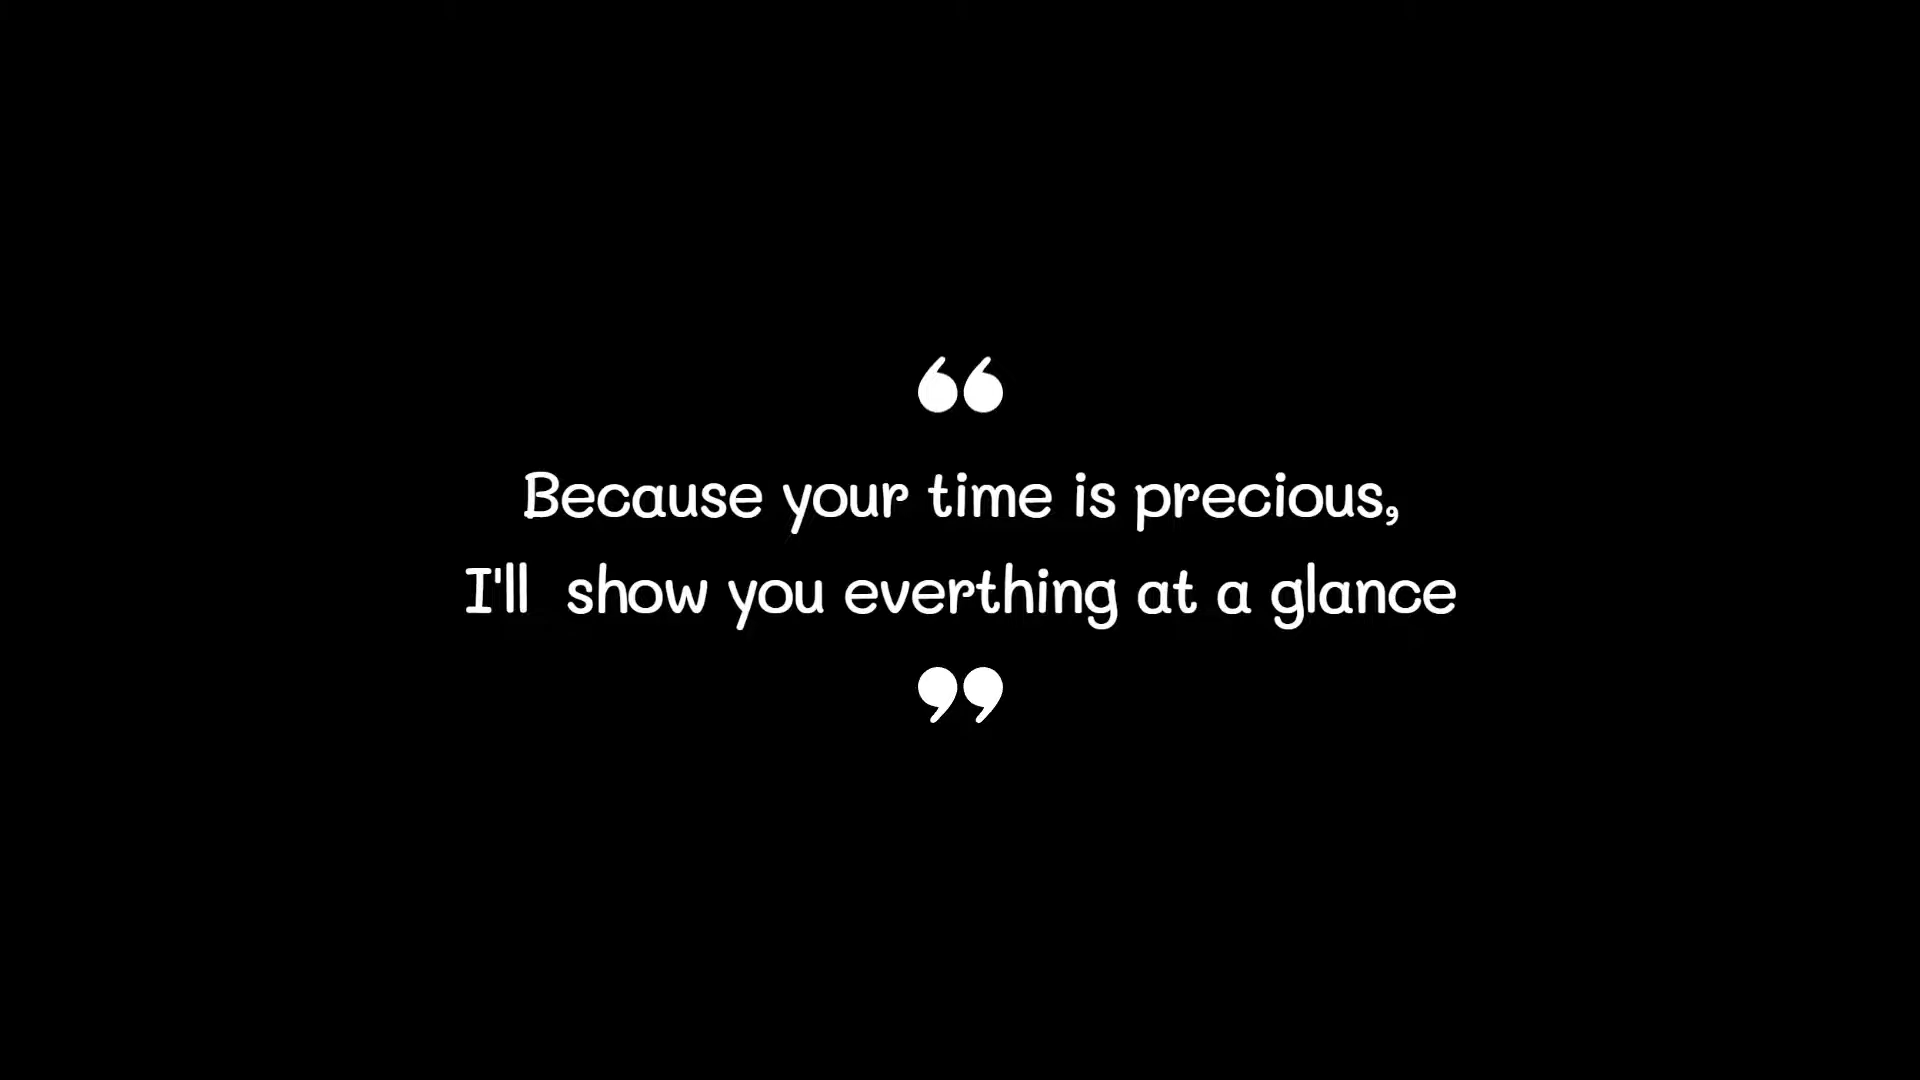 “
Because your time is precious,
I'll  show you everthing at a glance
”